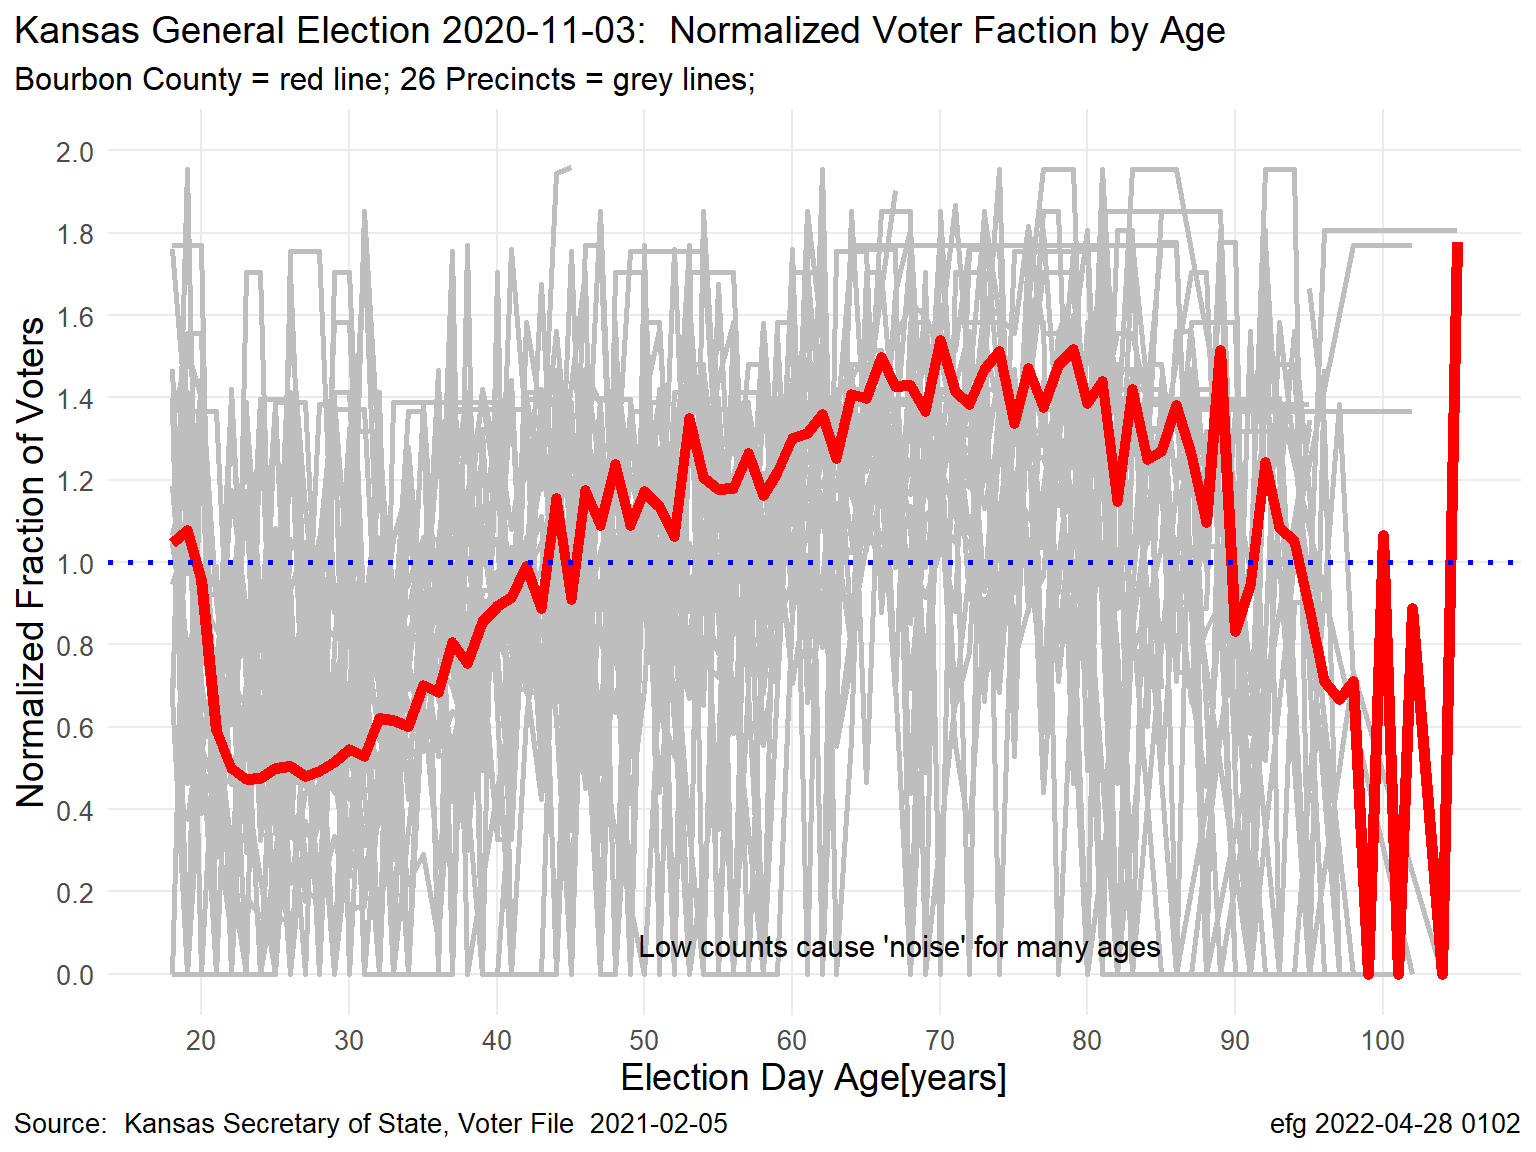 Kansas General Election 2020-11-03:  Normalized Voter Faction by Age
Bourbon County = red line; 26 Precincts = grey lines;
Normalized Fraction of Voters
2.0
1.8
1.6
1.4
1.2
1.0
0.8
0.6
0.4
0.2
0.0
Low counts cause 'noise' for many ages
20 30 40 50 60 70 80 90 100
Election Day Age[years]
Source:  Kansas Secretary of State, Voter File  2021-02-05
efg 2022-04-28 0102